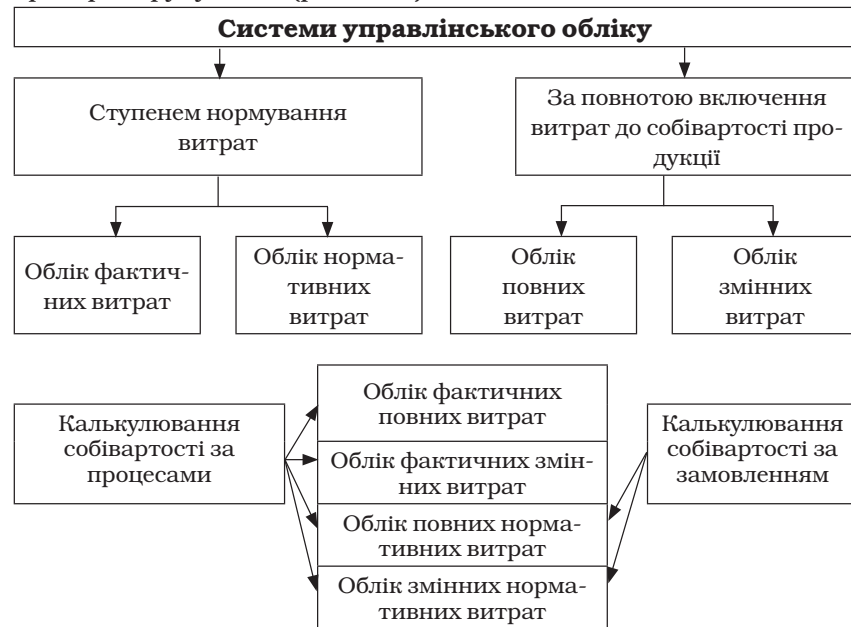 Системи управлінського обліку
Ступенем нормування
витрат
За повнотою включення
витрат до собівартості про-
дукції
Облік фактич-
них витрат
Облік норма-
тивних
витрат
Облік
повних
витрат
Облік
змінних
витрат
Калькулювання
собівартості за
процесами
Облік фактичних
повних витрат
Облік фактичних змін-
них витрат
Облік повних норма-
тивних витрат
Облік змінних норма-
тивних витрат
Калькулювання
собівартості за
замовленням